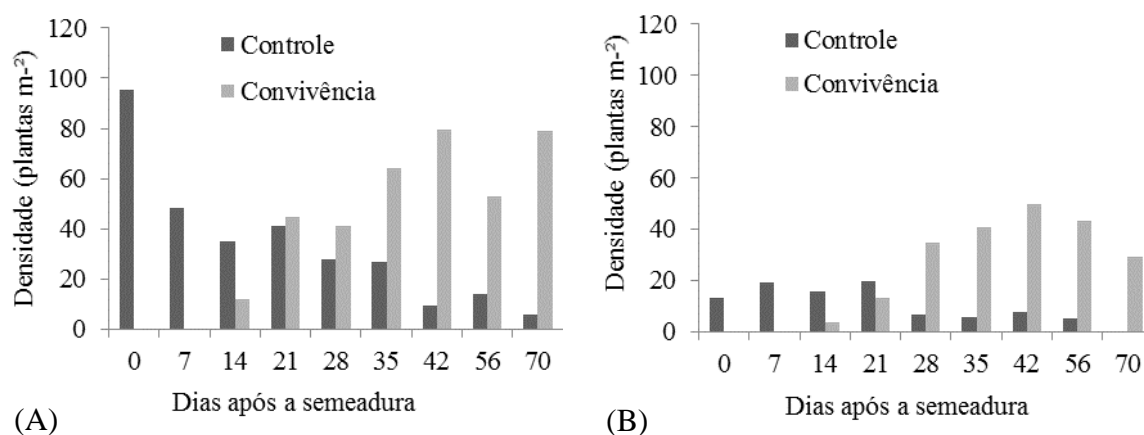 Densidade (plantas m-²)
120
100
80
60
40
20
0
Controle
Convivência
0 7 14 21 28 35 42 56 70
Dias após a semeadura
(A)
Densidade (plantas m-²)
120
100
80
60
40
20
0
Controle
Convivência
0 7 14 21 28 35 42 56 70
Dias após a semeadura
(B)